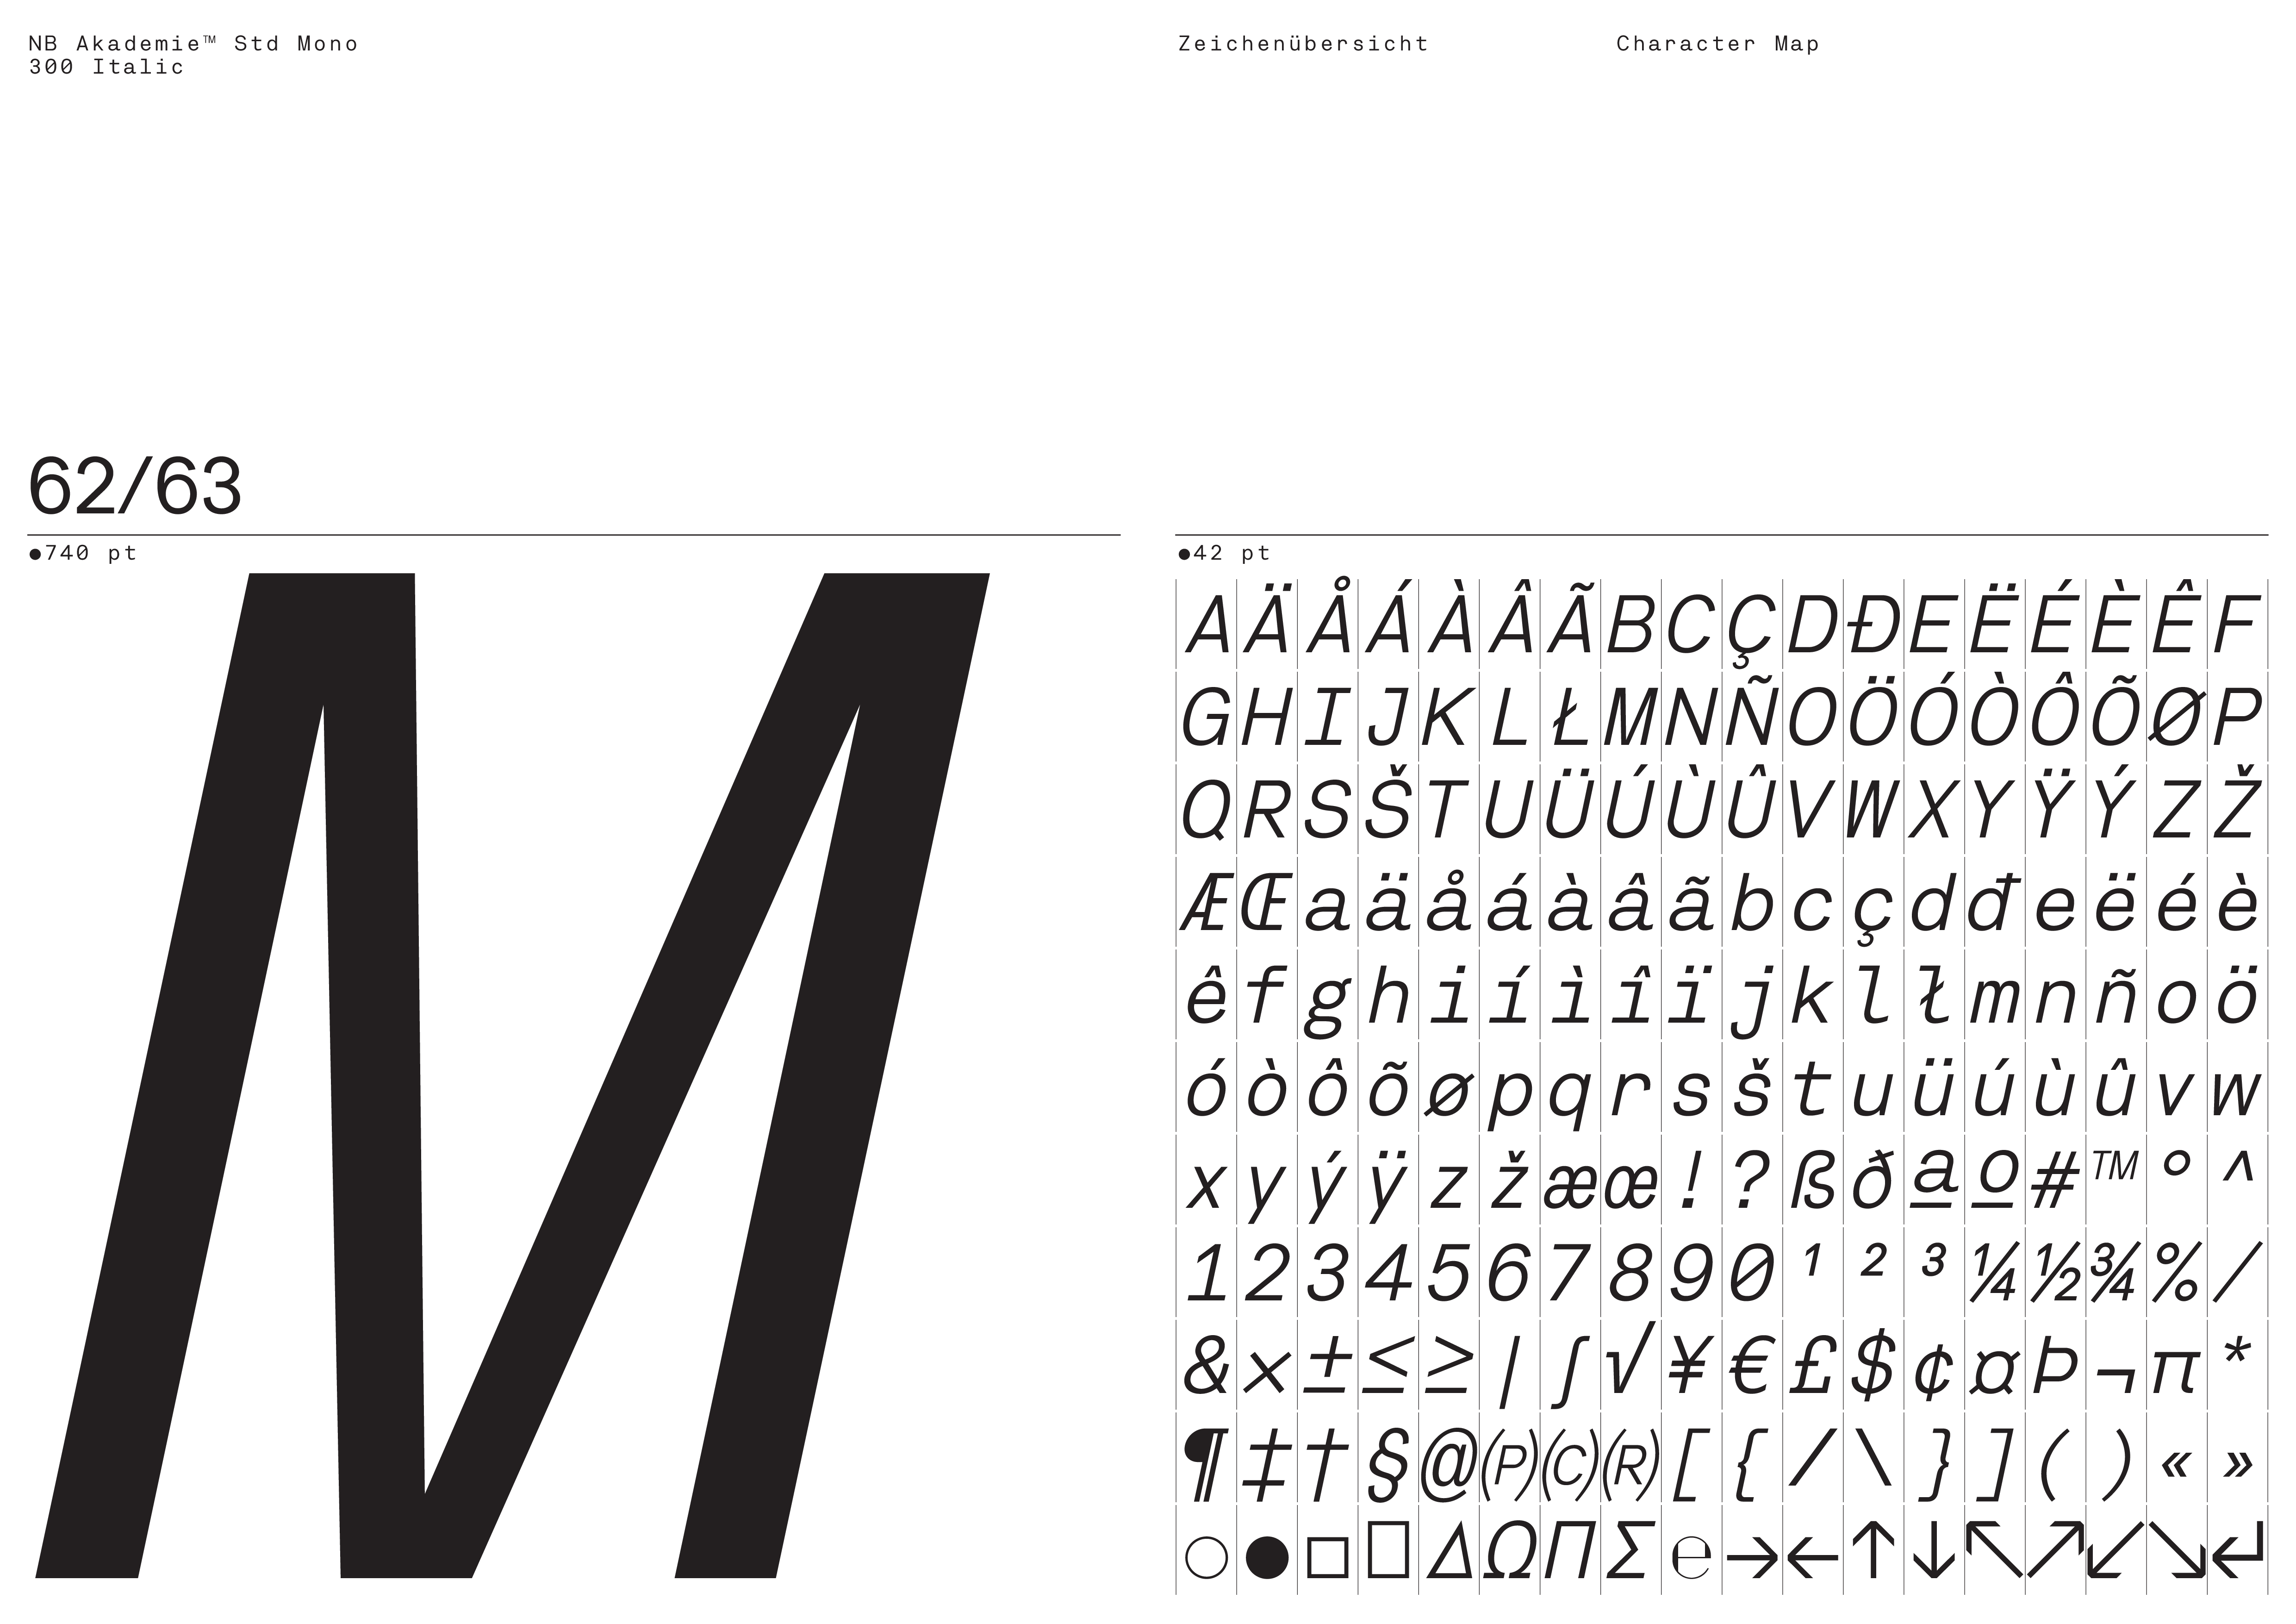 NB Akademie™ Std Mono
300 Italic
Zeichenübersicht
Character Map
62/63
●740 pt
M
●42 pt
A Ä Å Á À Â Ã B C Ç D Đ E Ë É È Ê F
G H I J K L Ł M N Ñ O Ö Ó Ò Ô Õ Ø P
Q R S Š T U Ü Ú Ù Û V W X Y Ÿ Ý Z Ž
Æ Œ a ä å á à â ã b c ç d đ e ë é è
ê f g h i í ì î ï j k l ł m n ñ o ö
ó ò ô õ ø p q r s š t u ü ú ù û v w
x y ý ÿ z ž æ œ ! ? ß ð ª º # ™ ° ^
1 2 3 4 5 6 7 8 9 0 ¹ ² ³ ¼ ½ ¾ % /
& × ± ≤ ≥ | ∫ √ ¥ € £ $ ¢ ¤ Þ ¬ π *
¶ ‡ † § @ ℗ © ® [ { / \ } ] ( ) « »
○ ● □ ▯ Δ Ω Π Σ ℮ → ← ↑ ↓ ↖ ↗ ↙ ↘ ↵